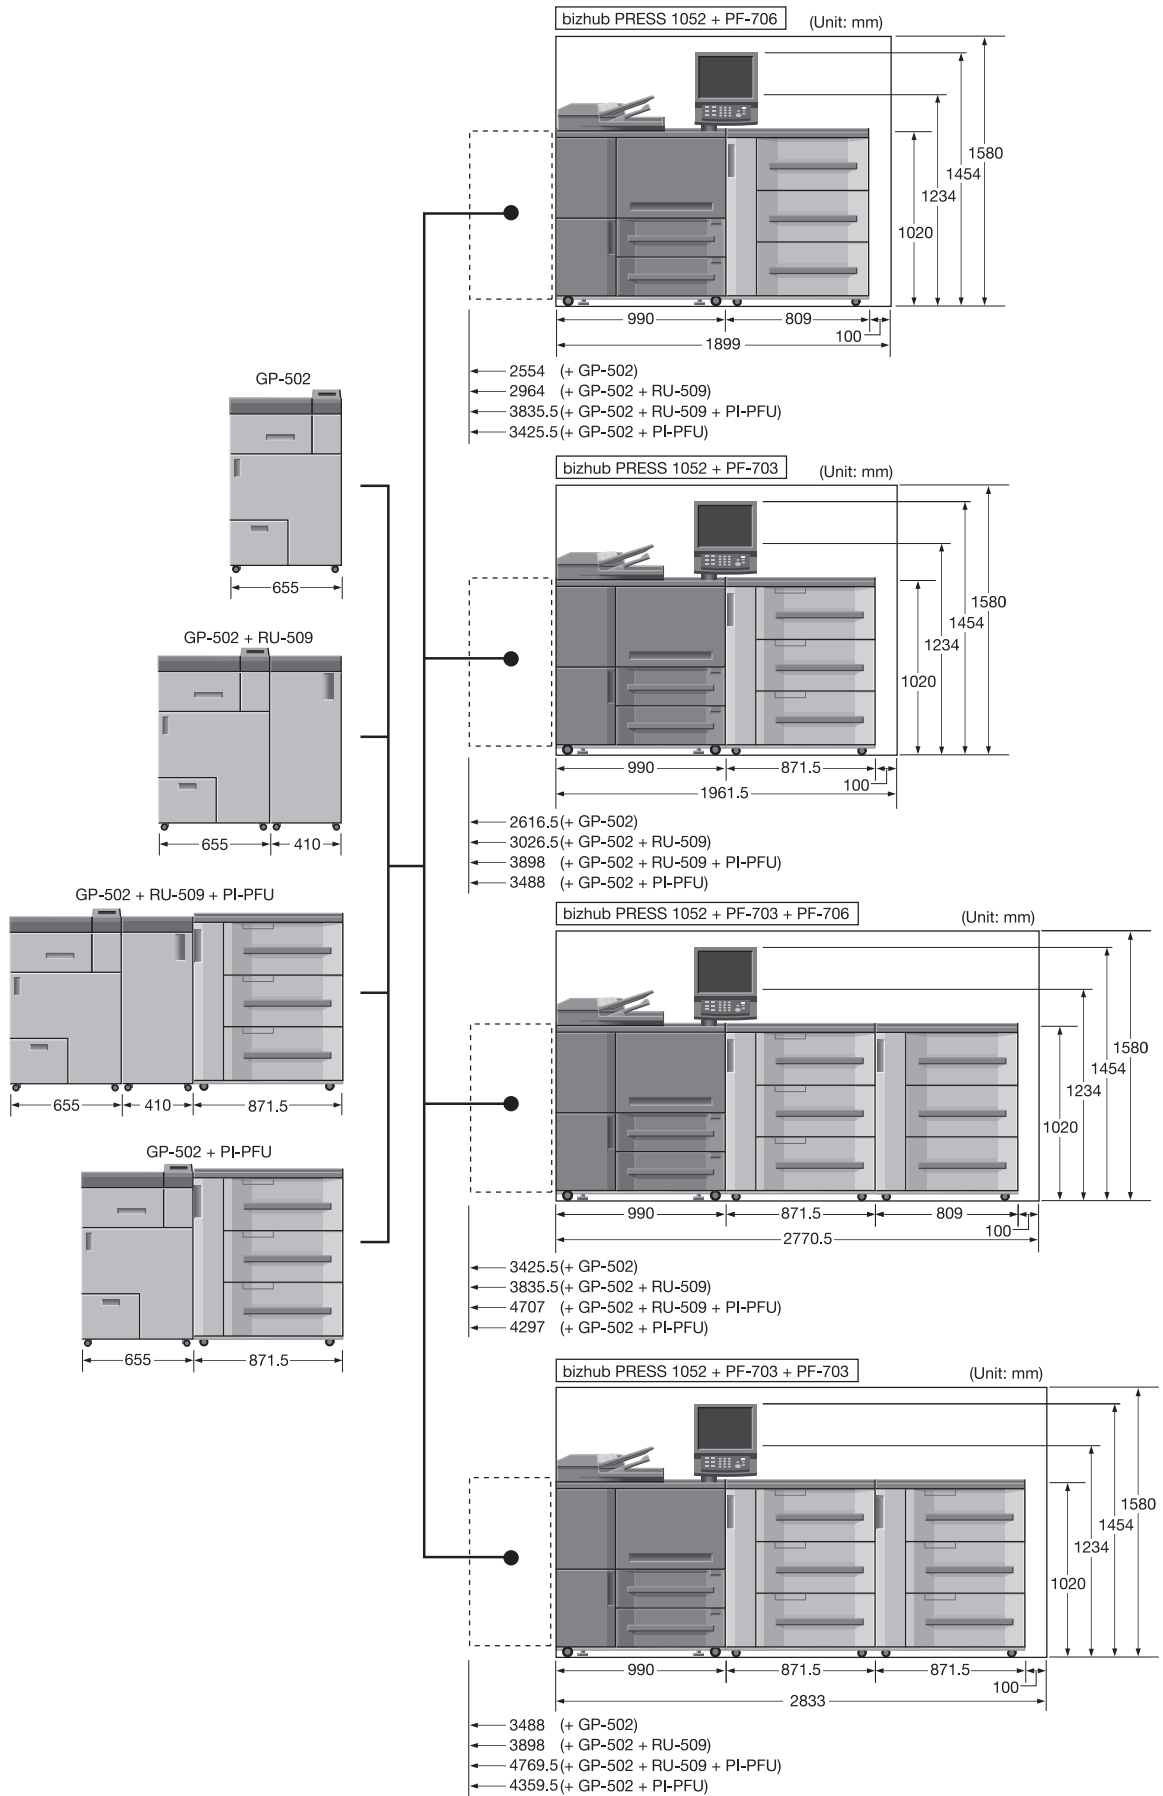 bizhub PRESS 1052 + PF-706 (Unit: mm)
1580
1454
1234
1020
990 809 100
1899
2554 (+ GP-502)
2964 (+ GP-502 + RU-509)
3835.5 (+ GP-502 + RU-509 + PI-PFU)
3425.5 (+ GP-502 + PI-PFU)
GP-502
655
GP-502 + RU-509
655 410
GP-502 + RU-509 + PI-PFU
655 410 871.5
GP-502 + PI-PFU
655 871.5
bizhub PRESS 1052 + PF-703 (Unit: mm)
1580
1454
1234
1020
990 871.5 100
1961.5
2616.5 (+ GP-502)
3026.5 (+ GP-502 + RU-509)
3898 (+ GP-502 + RU-509 + PI-PFU)
3488 (+ GP-502 + PI-PFU)
bizhub PRESS 1052 + PF-703 + PF-706 (Unit: mm)
1580
1454
1234
1020
990 871.5 809 100
2770.5
3425.5 (+ GP-502)
3835.5 (+ GP-502 + RU-509)
4707 (+ GP-502 + RU-509 + PI-PFU)
4297 (+ GP-502 + PI-PFU)
bizhub PRESS 1052 + PF-703 + PF-703 (Unit: mm)
1580
1454
1234
1020
990 871.5 871.5 100
2833
3488 (+ GP-502)
3898 (+ GP-502 + RU-509)
4769.5 (+ GP-502 + RU-509 + PI-PFU)
4359.5 (+ GP-502 + PI-PFU)